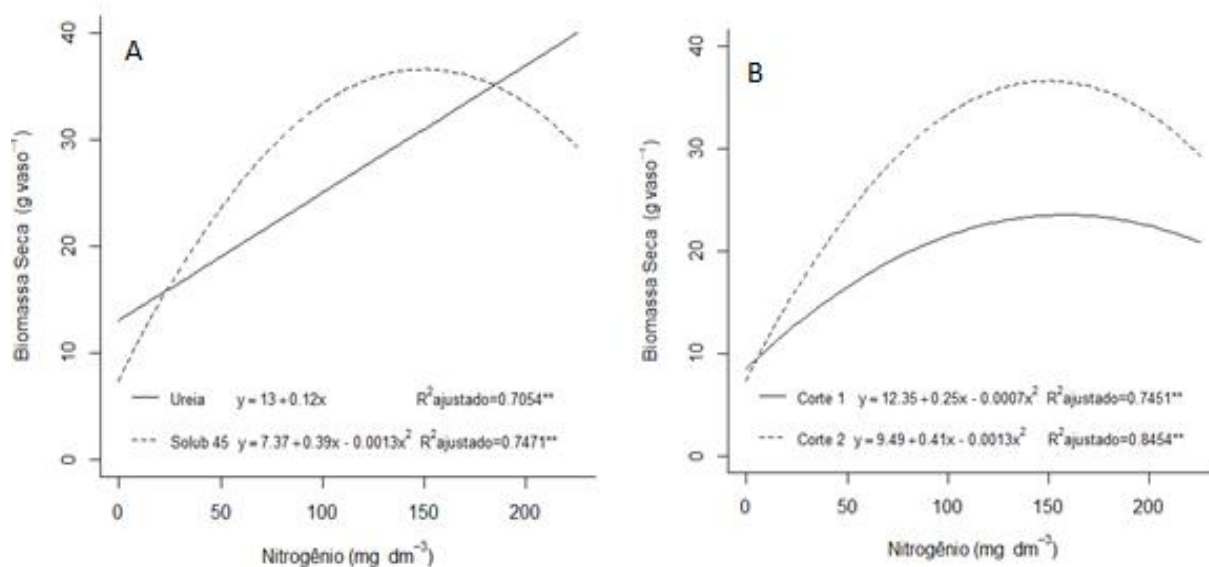 A
Biomassa Seca (g vaso⁻¹)
40
30
20
10
0
Ureia y = 13 + 0.12x R²ajustado=0.7054**
Solub 45 y = 7.37 + 0.39x − 0.0013x² R²ajustado=0.7471**
0 50 100 150 200
Nitrogênio (mg dm⁻³)
B
Biomassa Seca (g vaso⁻¹)
40
30
20
10
0
Corte 1 y = 12.35 + 0.25x − 0.0007x² R²ajustado=0.7451**
Corte 2 y = 9.49 + 0.41x − 0.0013x² R²ajustado=0.8454**
0 50 100 150 200
Nitrogênio (mg dm⁻³)